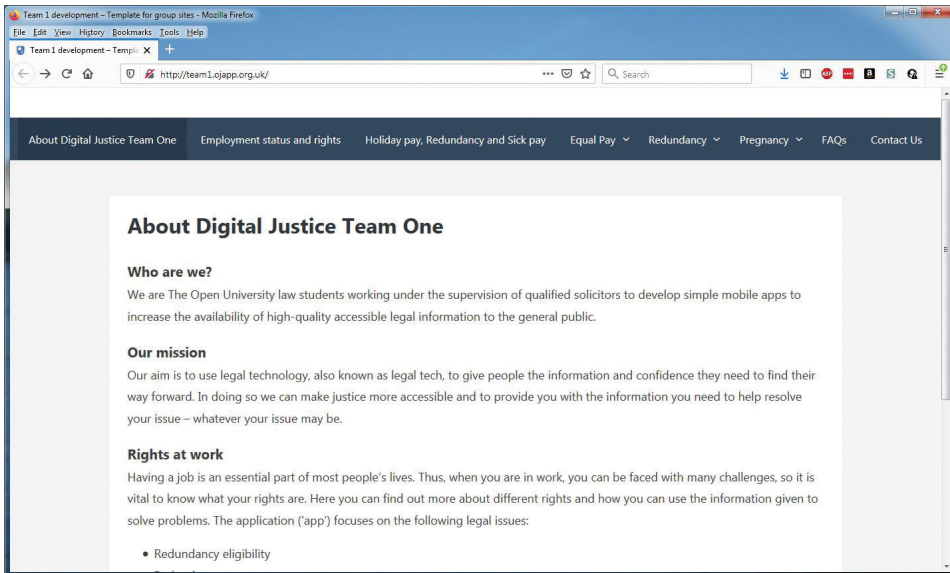 Team 1 development – Template for group sites - Mozilla Firefox
File Edit View History Bookmarks Tools Help
Team 1 development – Templa
http://team1.ojapp.org.uk/
Search
ABP
a
S
About Digital Justice Team One Employment status and rights Holiday pay, Redundancy and Sick pay Equal Pay Redundancy Pregnancy FAQs Contact Us
About Digital Justice Team One
Who are we?
We are The Open University law students working under the supervision of qualified solicitors to develop simple mobile apps to
increase the availability of high-quality accessible legal information to the general public.
Our mission
Our aim is to use legal technology, also known as legal tech, to give people the information and confidence they need to find their
way forward. In doing so we can make justice more accessible and to provide you with the information you need to help resolve
your issue – whatever your issue may be.
Rights at work
Having a job is an essential part of most people's lives. Thus, when you are in work, you can be faced with many challenges, so it is
vital to know what your rights are. Here you can find out more about different rights and how you can use the information given to
solve problems. The application ('app') focuses on the following legal issues:
• Redundancy eligibility